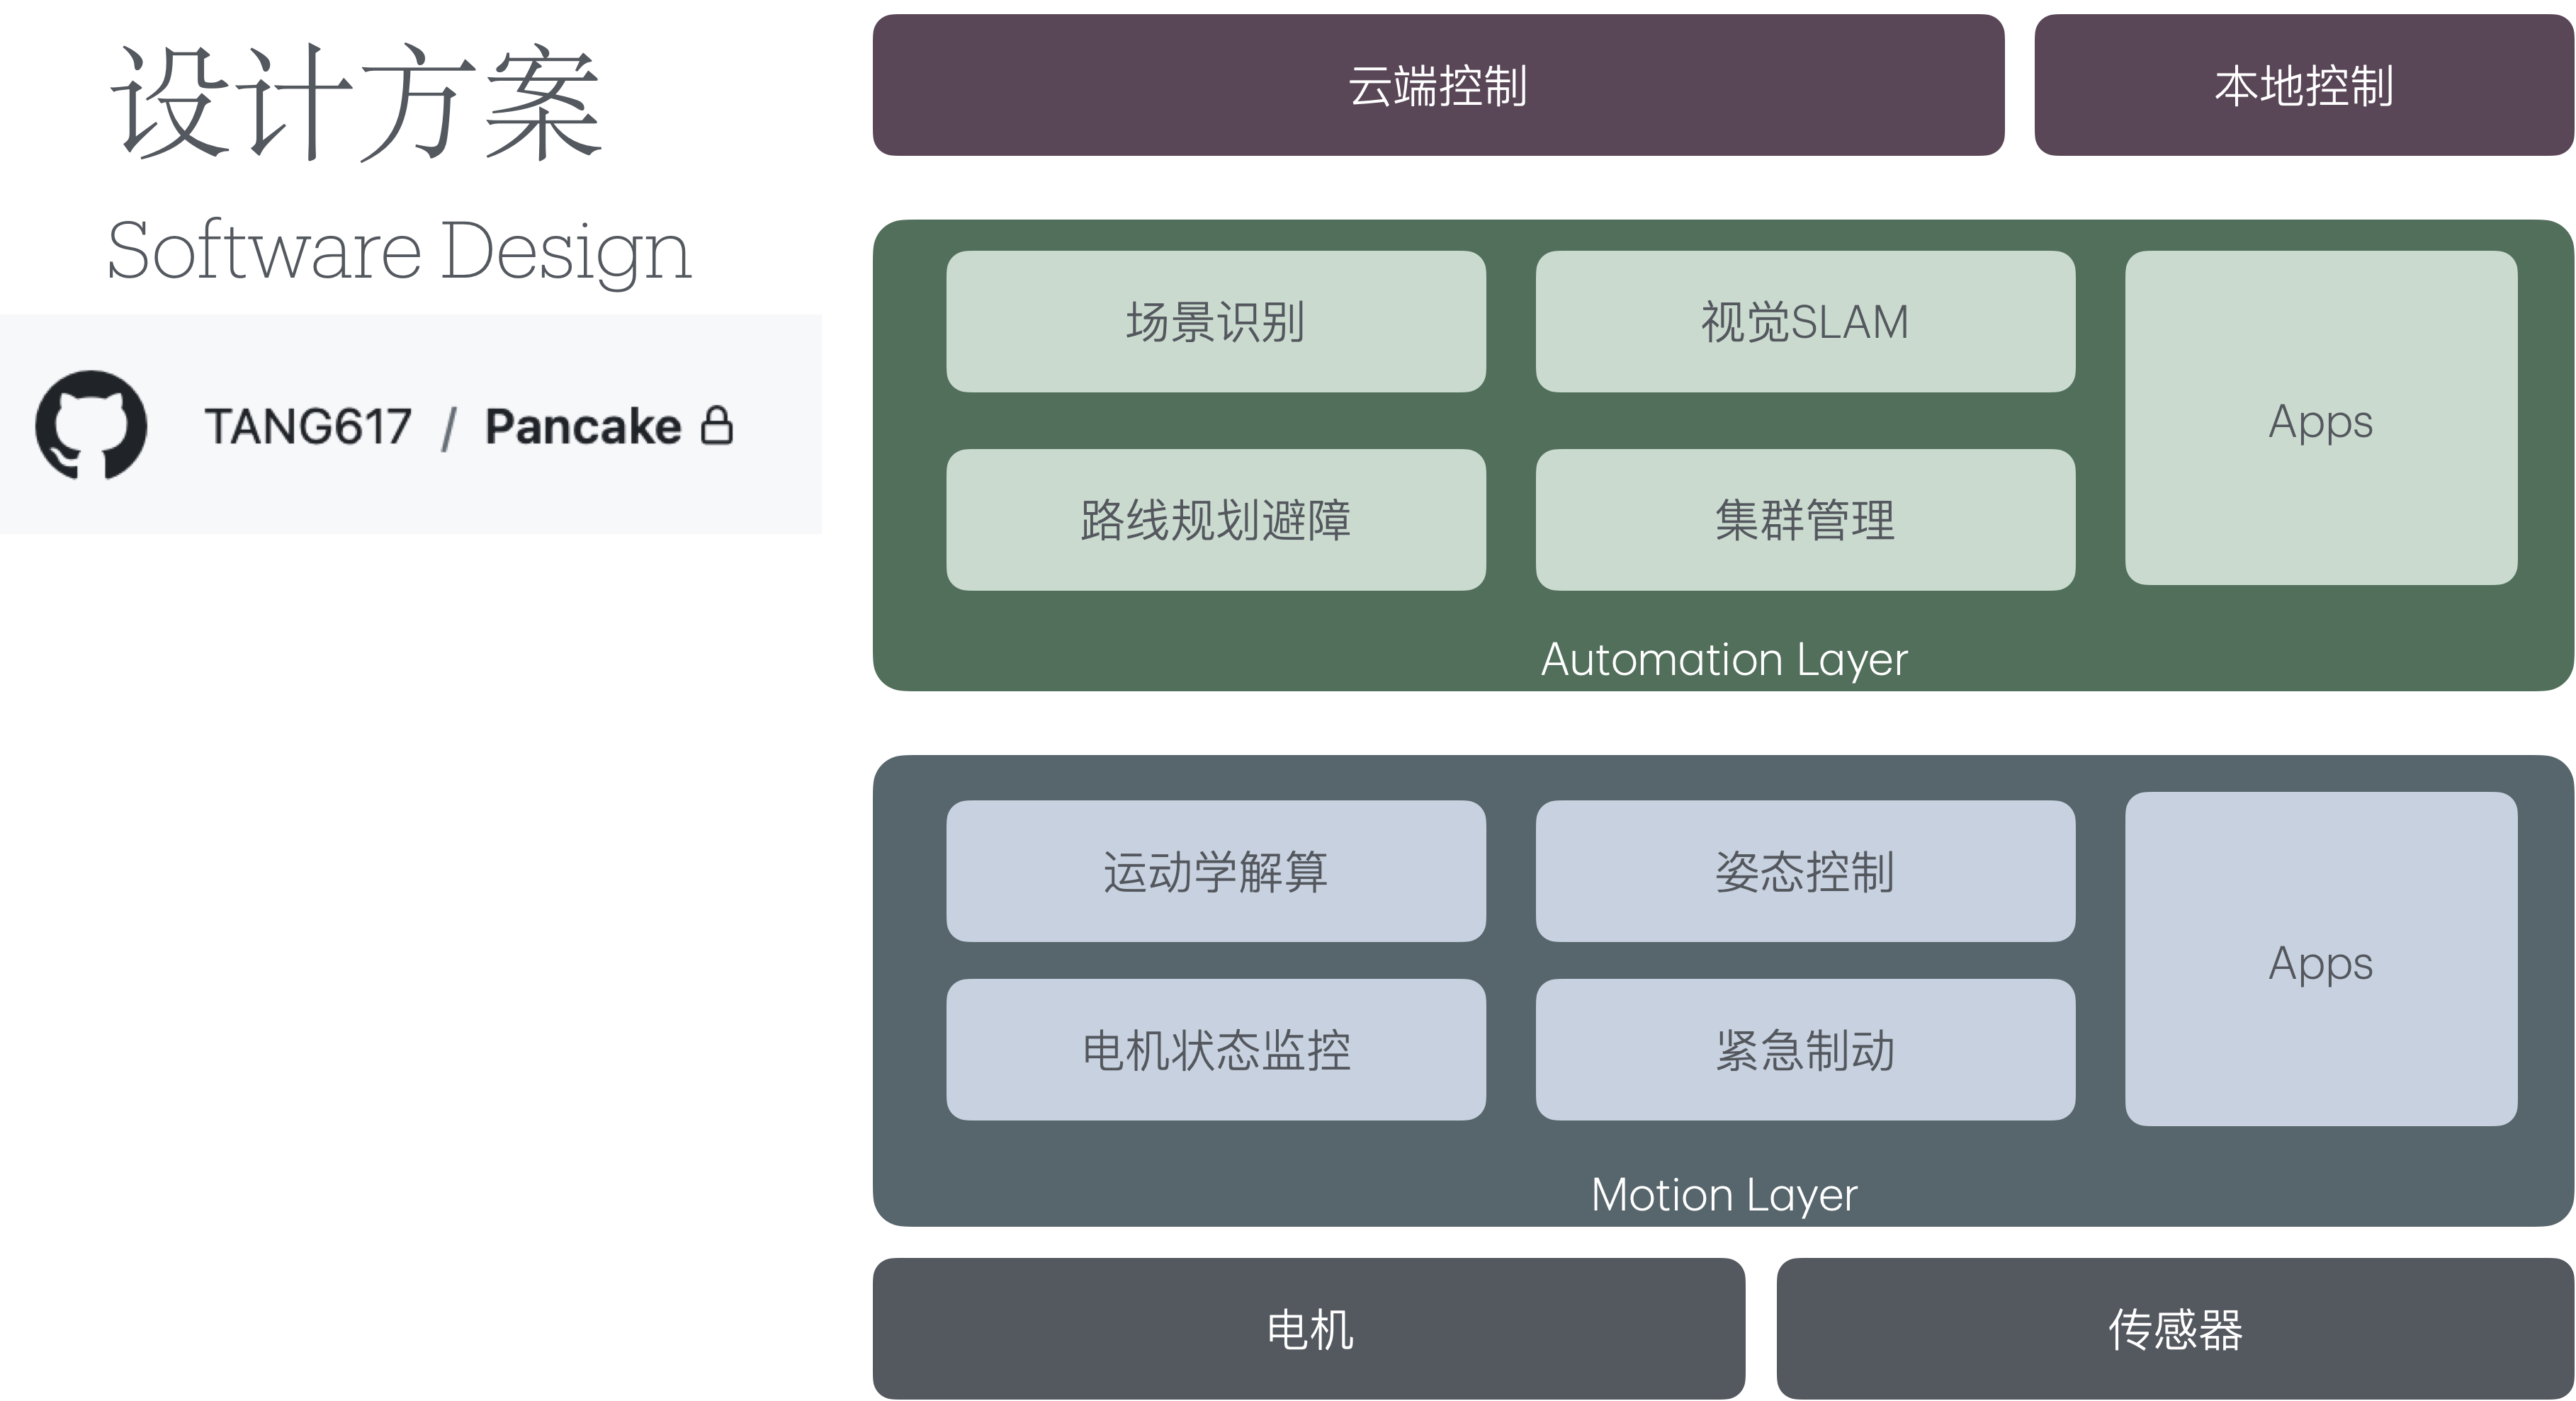 设计方案
Software Design
TANG617 / Pancake
云端控制
本地控制
场景识别
视觉SLAM
Apps
路线规划避障
集群管理
Automation Layer
运动学解算
姿态控制
Apps
电机状态监控
紧急制动
Motion Layer
电机
传感器